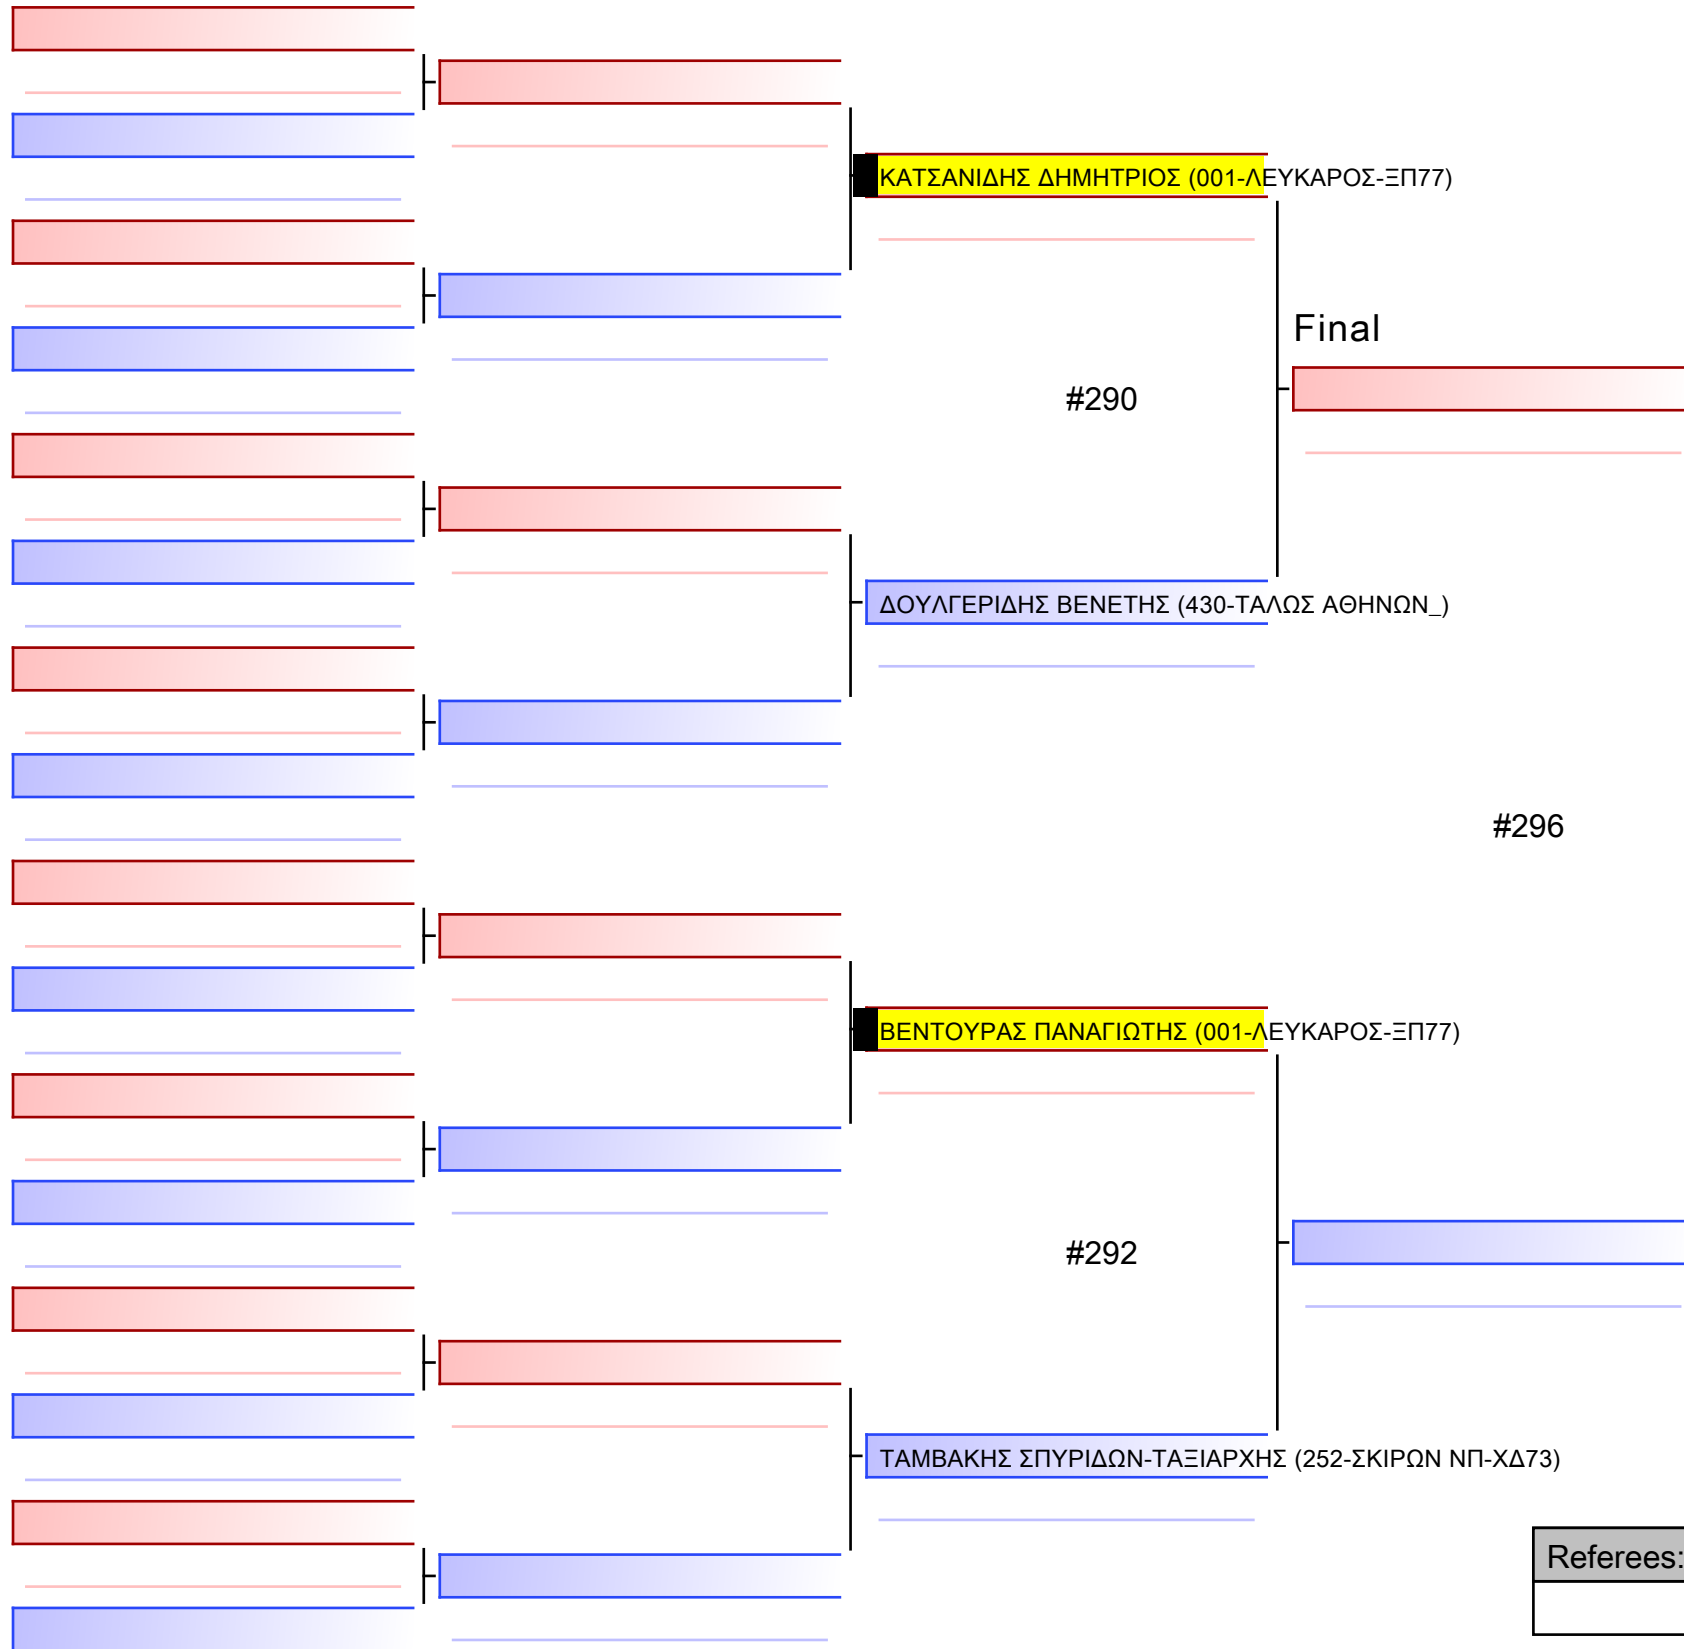 ΚΑΤΣΑΝΙΔΗΣ ΔΗΜΗΤΡΙΟΣ (001-ΛΕΥΚΑΡΟΣ-ΞΠ77)
Final
#290
ΔΟΥΛΓΕΡΙΔΗΣ ΒΕΝΕΤΗΣ (430-ΤΑΛΩΣ ΑΘΗΝΩΝ_)
#296
ΒΕΝΤΟΥΡΑΣ ΠΑΝΑΓΙΩΤΗΣ (001-ΛΕΥΚΑΡΟΣ-ΞΠ77)
#292
ΤΑΜΒΑΚΗΣ ΣΠΥΡΙΔΩΝ-ΤΑΞΙΑΡΧΗΣ (252-ΣΚΙΡΩΝ ΝΠ-ΧΔ73)
Referees: